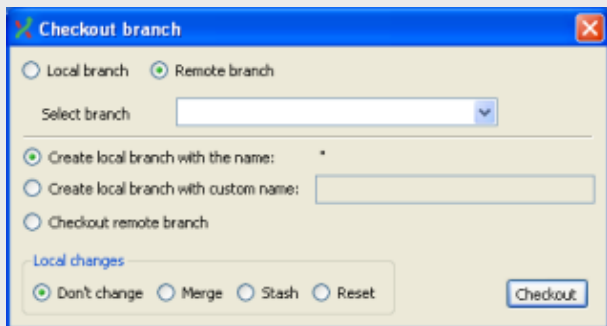 Checkout branch
Local branch Remote branch
Select branch
Create local branch with the name: *
Create local branch with custom name:
Checkout remote branch
Local changes
Don't change Merge Stash Reset Checkout